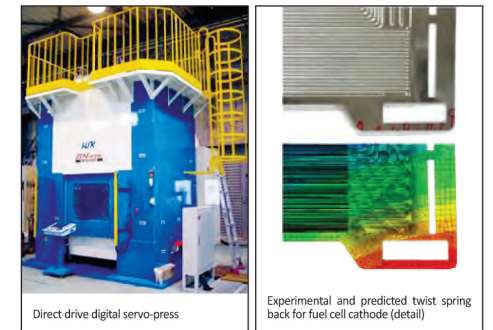 Direct drive digital servo-press
Experimental and predicted twist spring
back for fuel cell cathode (detail)